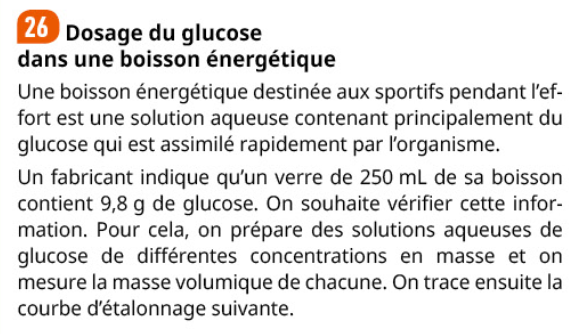 26 Dosage du glucose
dans une boisson énergétique
Une boisson énergétique destinée aux sportifs pendant l'ef-
fort est une solution aqueuse contenant principalement du
glucose qui est assimilé rapidement par l'organisme.
Un fabricant indique qu'un verre de 250 mL de sa boisson
contient 9,8 g de glucose. On souhaite vérifier cette infor-
mation. Pour cela, on prépare des solutions aqueuses de
glucose de différentes concentrations en masse et on
mesure la masse volumique de chacune. On trace ensuite la
courbe d'étalonnage suivante.